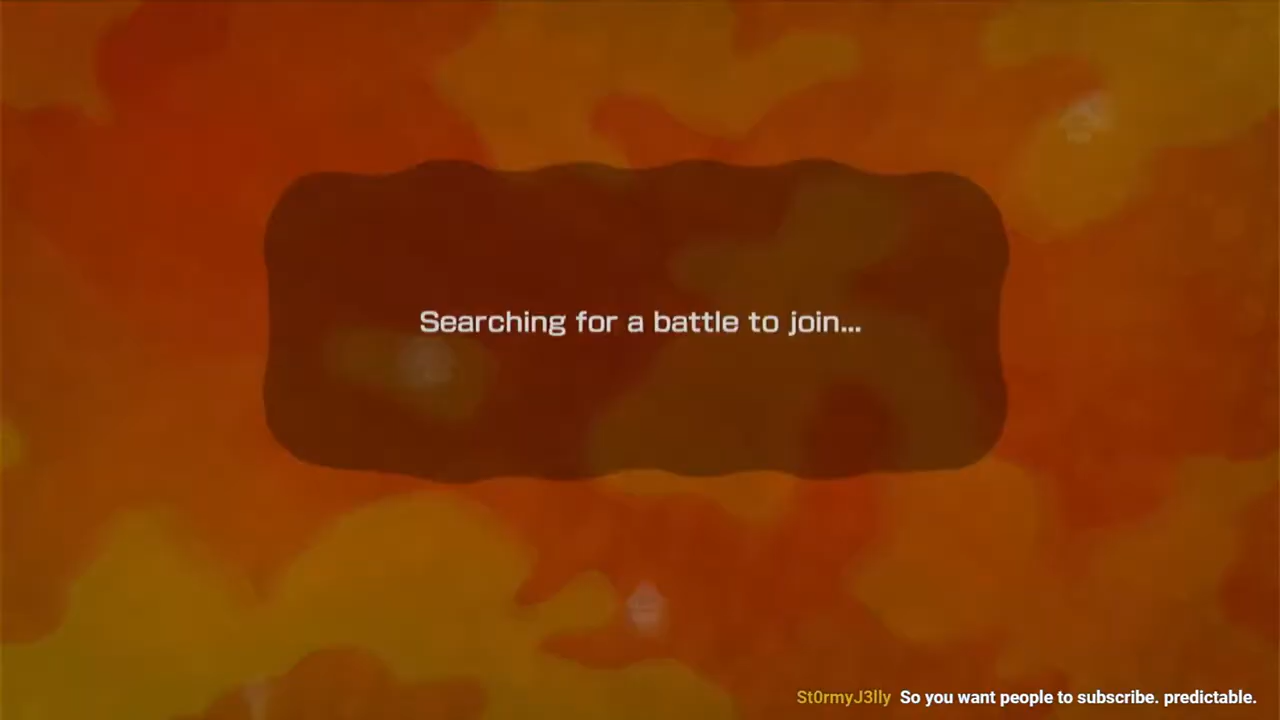 Searching for a battle to join...
St0rmyJ3lly So you want people to subscribe. predictable.